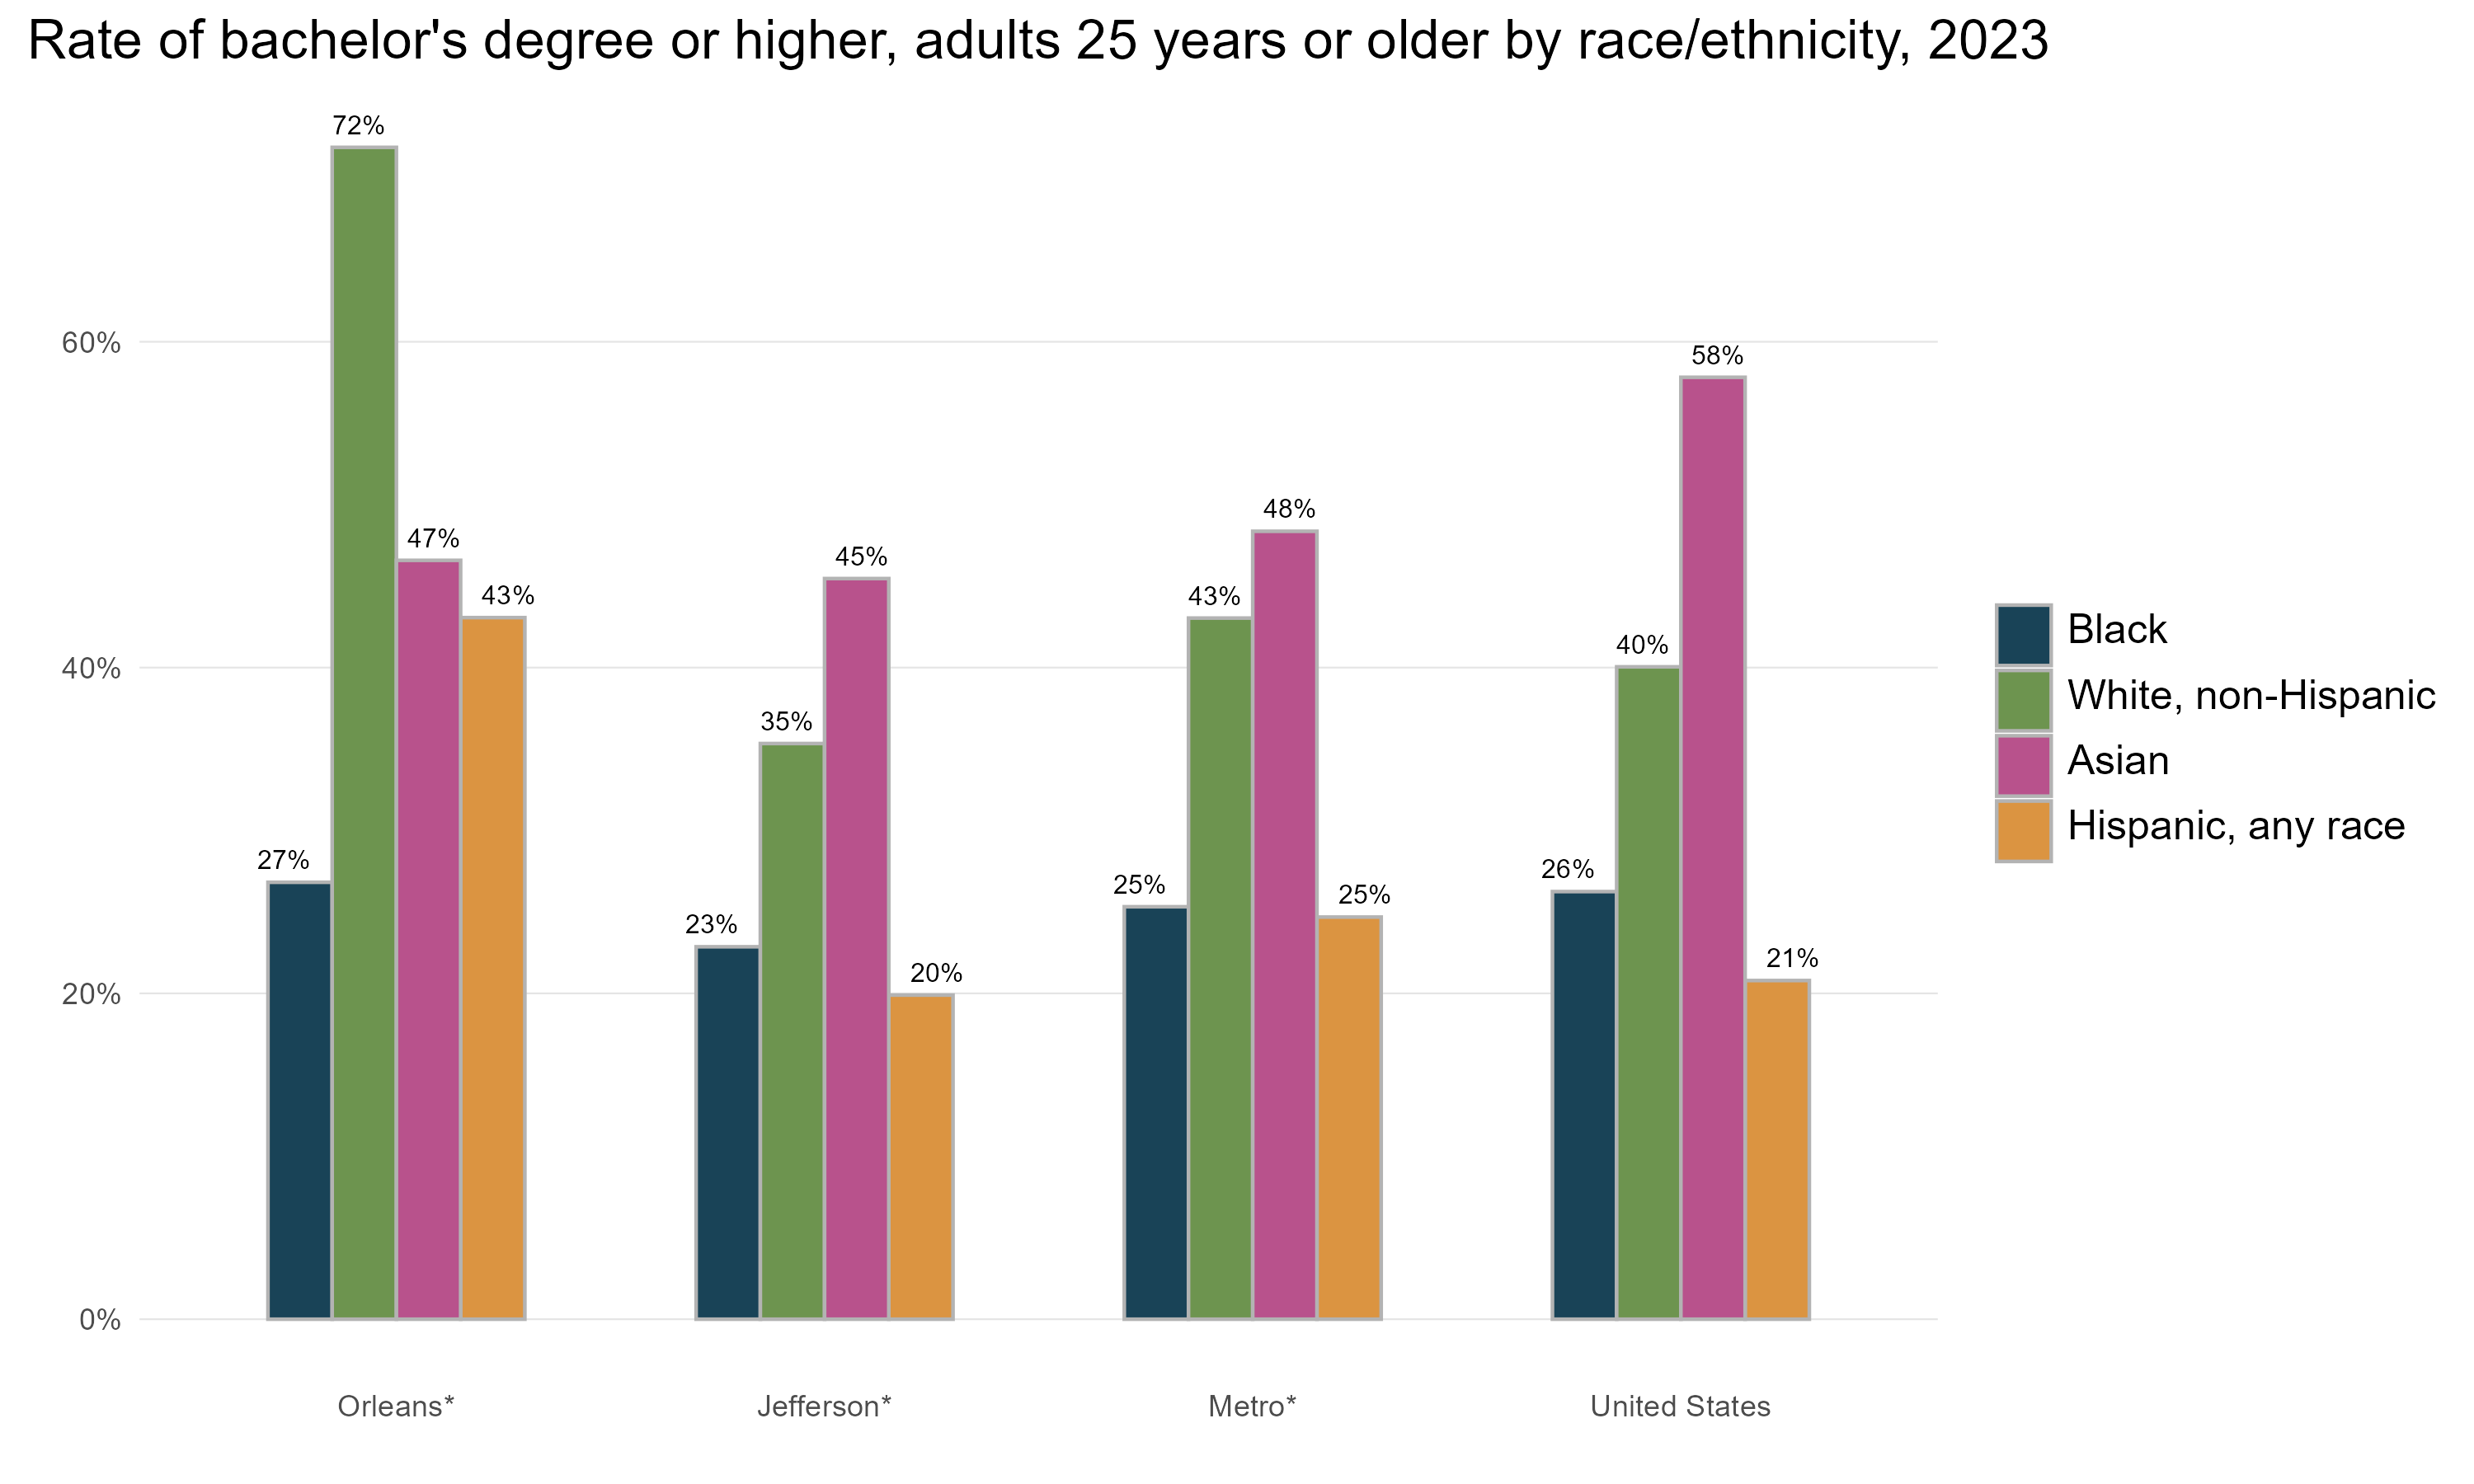 Rate of bachelor's degree or higher, adults 25 years or older by race/ethnicity, 2023
72%
60%
58%
48%
47%
45%
43%
43%
40%
40%
35%
27%
26%
25%
25%
23%
21%
20%
20%
0%
Black
White, non-Hispanic
Asian
Hispanic, any race
Orleans*
Jefferson*
Metro*
United States